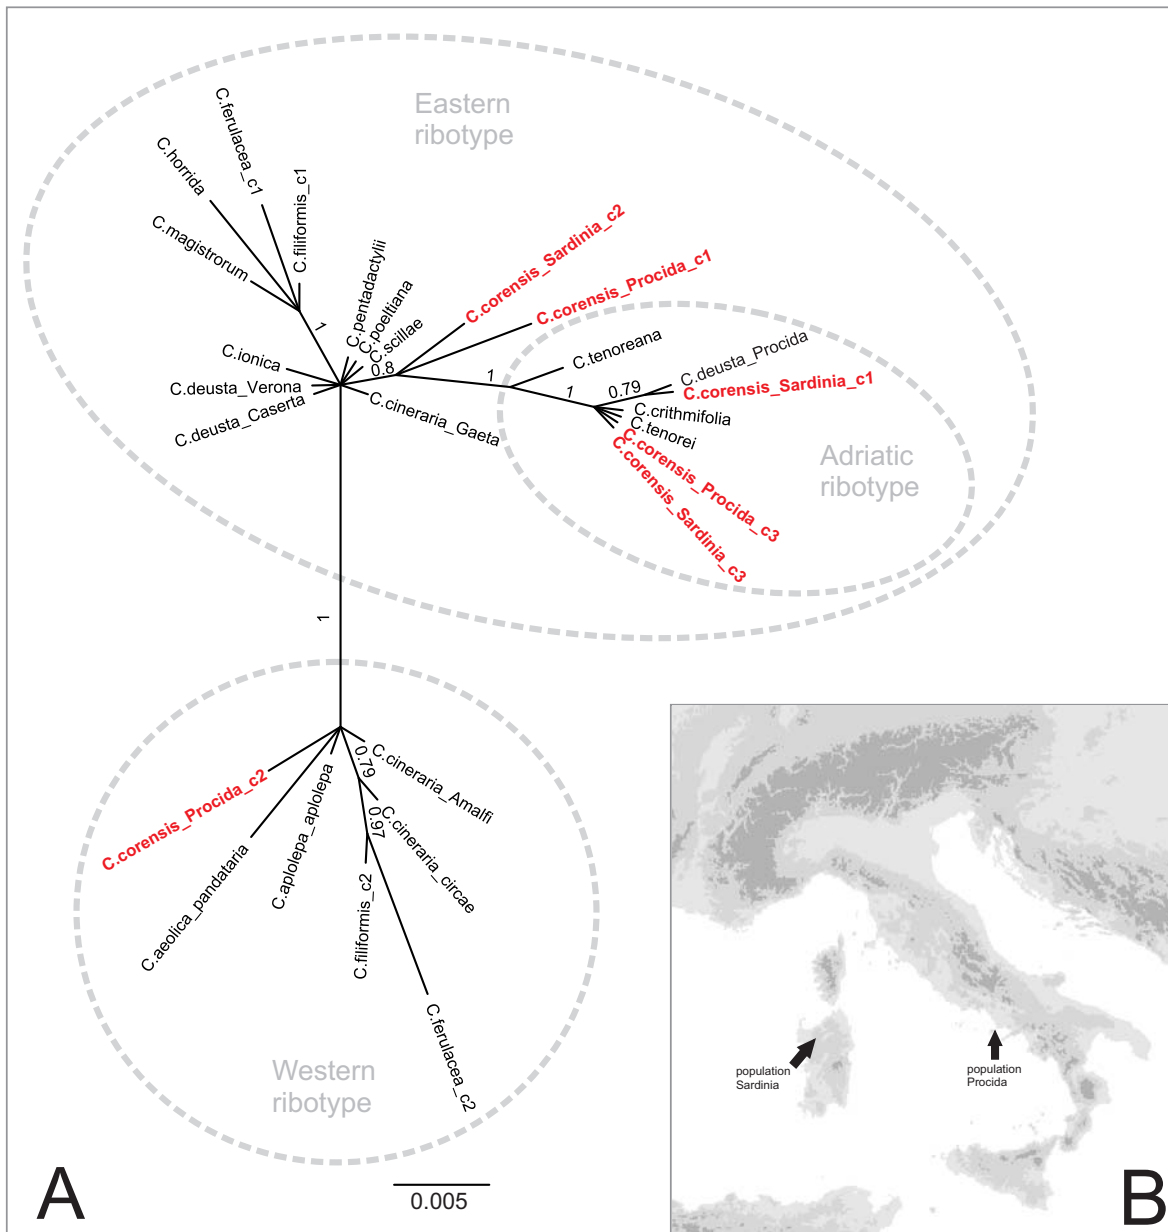 Eastern
ribotype
C.ferulacea_c1
C.horrida
C.filiformis_c1
C.magistrorum
C.corensis_Sardinia_c2
C.corensis_Procida_c1
1
C.pentadactylii
C.poeltiana
C.scillae
0.8
C.ionica
C.deusta_Verona
C.deusta_Caserta
C.cineraria_Gaeta
1
C.tenoreana
1
0.79
C.deusta_Procida
C.corensis_Sardinia_c1
C.crithmifolia
C.tenorei
C.corensis_Procida_c3
C.corensis_Sardinia_c3
Adriatic
ribotype
1
C.corensis_Procida_c2
C.aeolica_pandataria
C.aplolepa_aplolepa
0.79
C.cineraria_Amalfi
0.97
C.cineraria_circae
C.filiformis_c2
C.ferulacea_c2
Western
ribotype
0.005
A
population
Sardinia
population
Procida
B